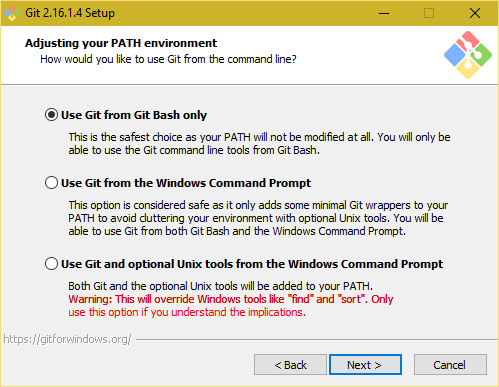 Git 2.16.1.4 Setup
Adjusting your PATH environment
How would you like to use Git from the command line?
Use Git from Git Bash only
This is the safest choice as your PATH will not be modified at all. You will only be
able to use the Git command line tools from Git Bash.
Use Git from the Windows Command Prompt
This option is considered safe as it only adds some minimal Git wrappers to your
PATH to avoid cluttering your environment with optional Unix tools. You will be
able to use Git from both Git Bash and the Windows Command Prompt.
Use Git and optional Unix tools from the Windows Command Prompt
Both Git and the optional Unix tools will be added to your PATH.
Warning: This will override Windows tools like "find" and "sort". Only
use this option if you understand the implications.
https://gitforwindows.org/
< Back
Next >
Cancel